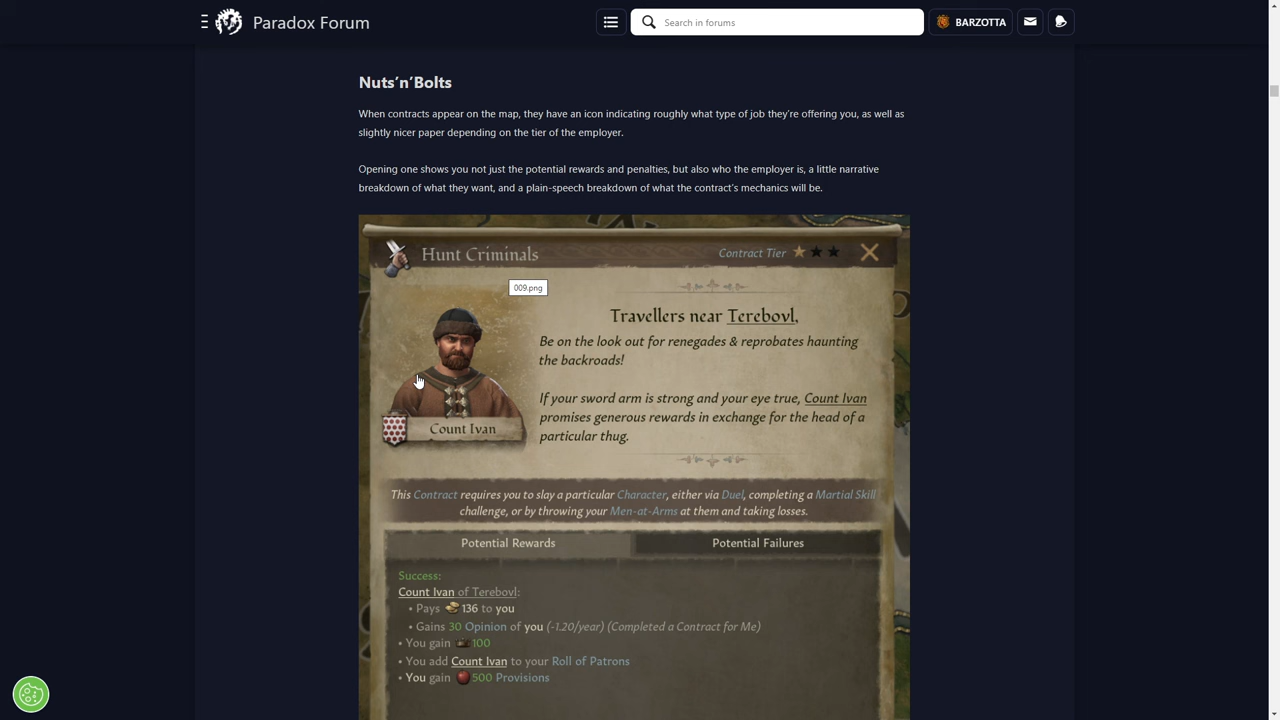 Paradox Forum
Search in forums
BARZOTTA
Nuts'n'Bolts
When contracts appear on the map, they have an icon indicating roughly what type of job they're offering you, as well as
slightly nicer paper depending on the tier of the employer.
Opening one shows you not just the potential rewards and penalties, but also who the employer is, a little narrative
breakdown of what they want, and a plain-speech breakdown of what the contract's mechanics will be.
Hunt Criminals
Contract Tier
009.png
Travellers near Terebovl,
Be on the look out for renegades & reprobates haunting
the backroads!
If your sword arm is strong and your eye true, Count Ivan
promises generous rewards in exchange for the head of a
particular thug.
Count Ivan
This Contract requires you to slay a particular Character, either via Duel, completing a Martial Skill
challenge, or by throwing your Men-at-Arms at them and taking losses.
Potential Rewards
Potential Failures
Success:
Count Ivan of Terebovl:
• Pays 136 to you
• Gains 30 Opinion of you (-1.20/year) (Completed a Contract for Me)
• You gain 100
• You add Count Ivan to your Roll of Patrons
• You gain 500 Provisions